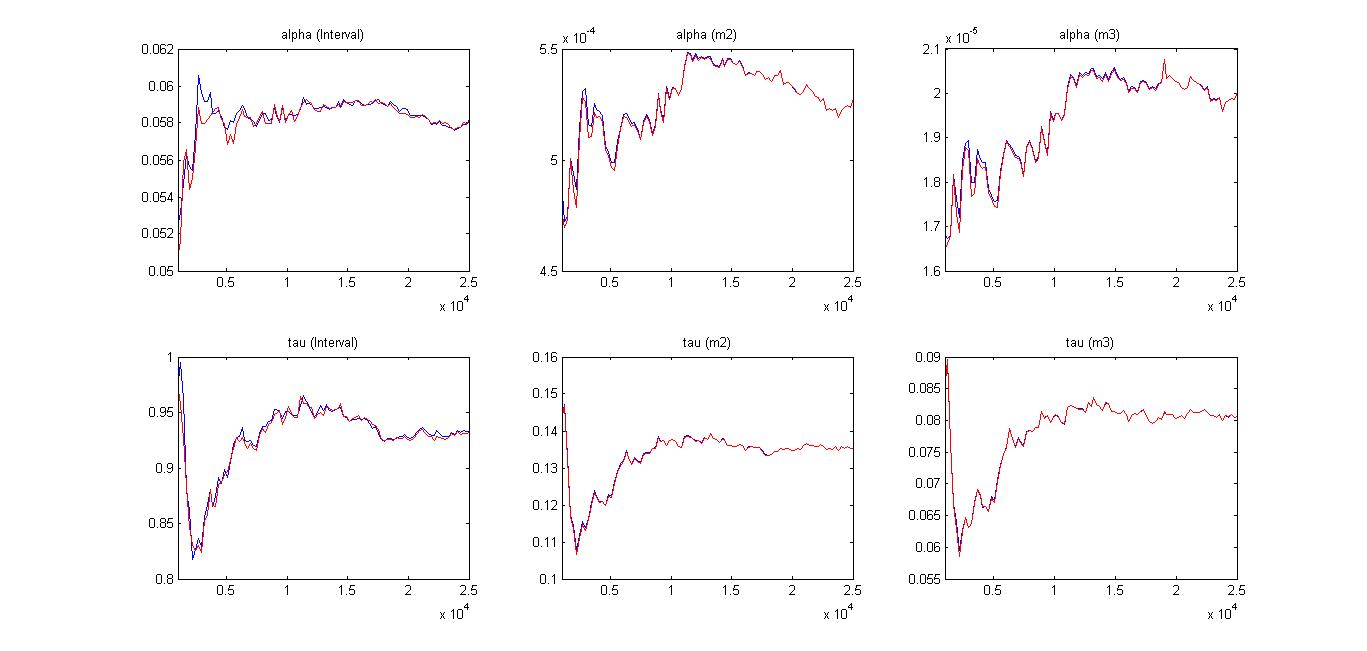 alpha (Interval)
0.062
0.06
0.058
0.056
0.054
0.052
0.05
0.5 1 1.5 2 2.5
x 10^4
alpha (m2)
x 10^-4
5.5
5
4.5
0.5 1 1.5 2 2.5
x 10^4
alpha (m3)
x 10^-5
2.1
2
1.9
1.8
1.7
1.6
0.5 1 1.5 2 2.5
x 10^4
tau (Interval)
1
0.95
0.9
0.85
0.8
0.5 1 1.5 2 2.5
x 10^4
tau (m2)
0.16
0.15
0.14
0.13
0.12
0.11
0.1
0.5 1 1.5 2 2.5
x 10^4
tau (m3)
0.09
0.085
0.08
0.075
0.07
0.065
0.06
0.055
0.5 1 1.5 2 2.5
x 10^4